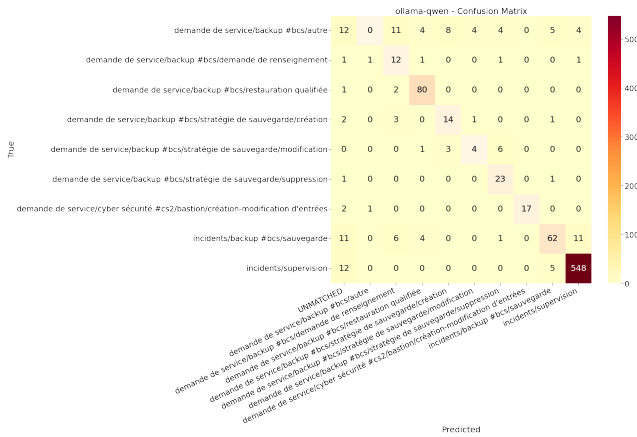 ollama-qwen - Confusion Matrix
demande de service/backup #bcs/autre 12 0 11 4 8 4 4 0 5 4
demande de service/backup #bcs/demande de renseignement 1 1 12 1 0 0 1 0 0 1
demande de service/backup #bcs/restauration qualifiée 1 0 2 80 0 0 0 0 0 0
demande de service/backup #bcs/stratégie de sauvegarde/création 2 0 3 0 14 1 0 0 1 0
demande de service/backup #bcs/stratégie de sauvegarde/modification 0 0 0 1 3 4 6 0 0 0
demande de service/backup #bcs/stratégie de sauvegarde/suppression 1 0 0 0 0 0 23 0 1 0
demande de service/cyber sécurité #cs2/bastion/création-modification d'entrées 2 1 0 0 0 0 0 17 0 0
incidents/backup #bcs/sauvegarde 11 0 6 4 0 0 1 0 62 11
incidents/supervision 12 0 0 0 0 0 0 0 5 548
True
UNMATCHED
demande de service/backup #bcs/autre
demande de service/backup #bcs/demande de renseignement
demande de service/backup #bcs/restauration qualifiée
demande de service/backup #bcs/stratégie de sauvegarde/création
demande de service/backup #bcs/stratégie de sauvegarde/modification
demande de service/backup #bcs/stratégie de sauvegarde/suppression
demande de service/cyber sécurité #cs2/bastion/création-modification d'entrées
incidents/backup #bcs/sauvegarde
incidents/supervision
Predicted
500
400
300
200
100
0